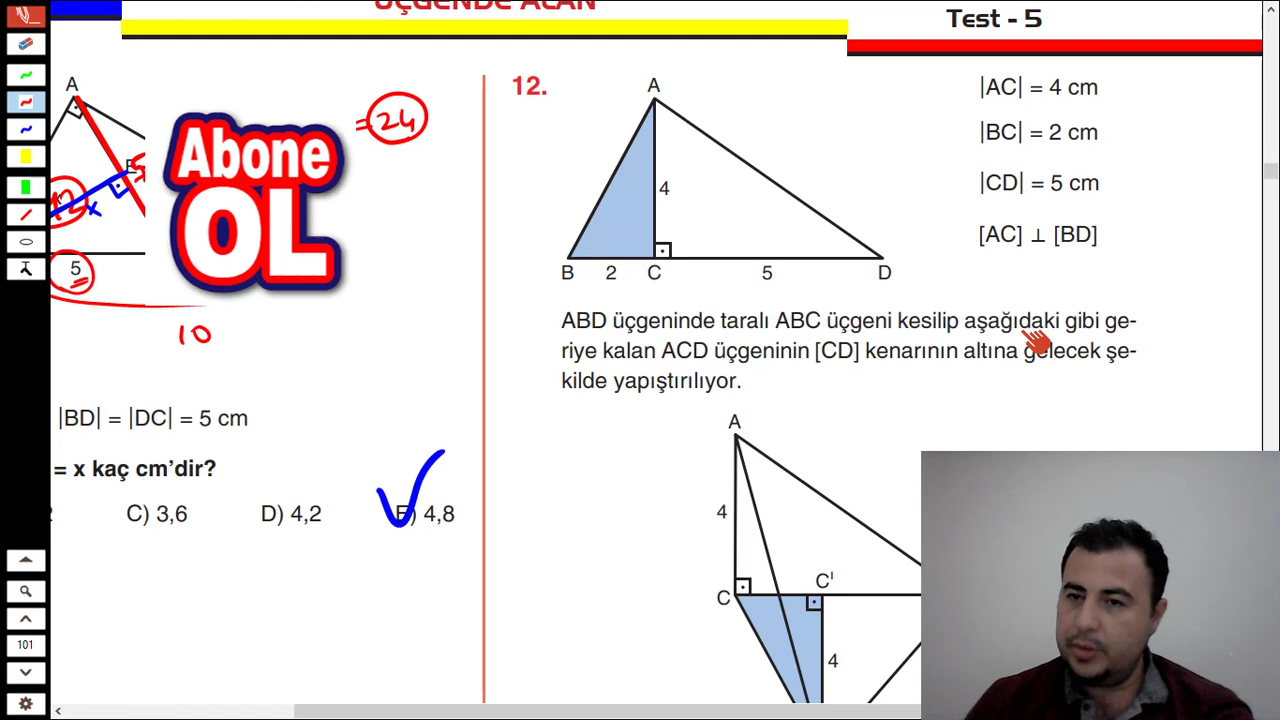 ÜÇGENDE ALAN
Test - 5
A
5
10
Abone
OL
= 24
|BD| = |DC| = 5 cm
= x kaç cm'dir?
C) 3,6
D) 4,2
E) 4,8
12.
A
4
B
2
C
5
D
|AC| = 4 cm
|BC| = 2 cm
|CD| = 5 cm
[AC] ⊥ [BD]
ABD üçgeninde taralı ABC üçgeni kesilip aşağıdaki gibi ge-
riye kalan ACD üçgeninin [CD] kenarının altına gelecek şe-
kilde yapıştırılıyor.
A
4
C
C'
4
101